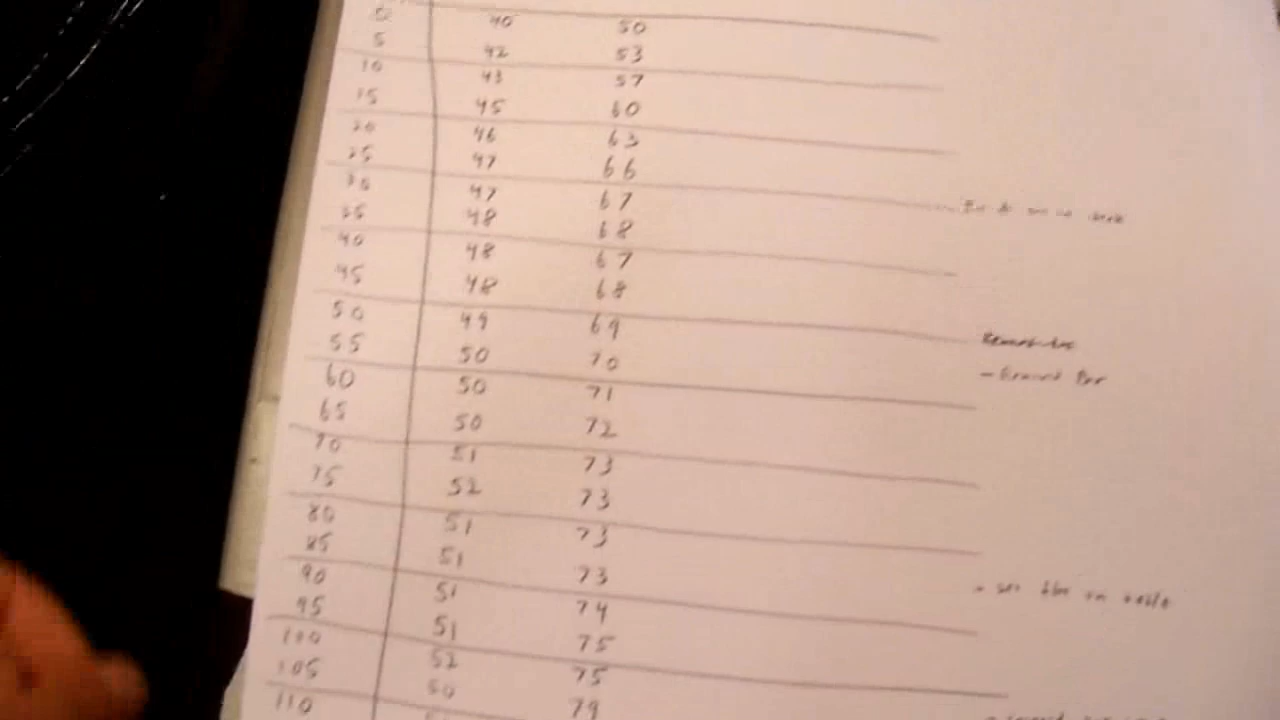 0 40 50
5 42 53
10 43 57
15 45 60
20 46 63
25 47 66
30 47 67
35 48 68
40 48 67
45 48 68
50 49 69
55 50 70
60 50 71
65 50 72
70 51 73
75 52 73
80 51 73
85 51 73
90 51 74
95 51 75
100 52 75
105 50 79
110